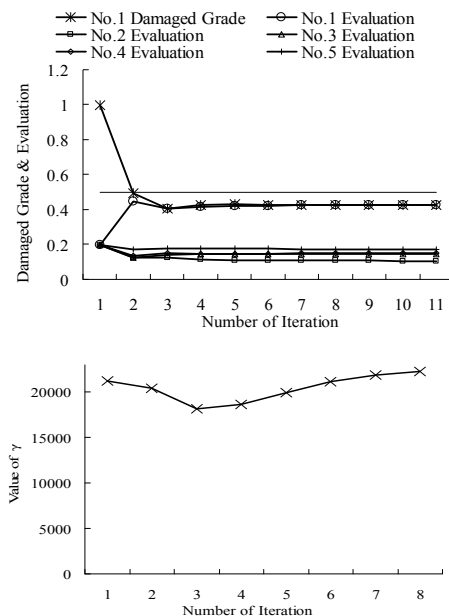 No.1 Damaged Grade No.1 Evaluation
No.2 Evaluation No.3 Evaluation
No.4 Evaluation No.5 Evaluation
Damaged Grade & Evaluation
1.2
1
0.8
0.6
0.4
0.2
0
1 2 3 4 5 6 7 8 9 10 11
Number of Iteration
Value of γ
20000
15000
10000
5000
0
1 2 3 4 5 6 7 8
Number of Iteration